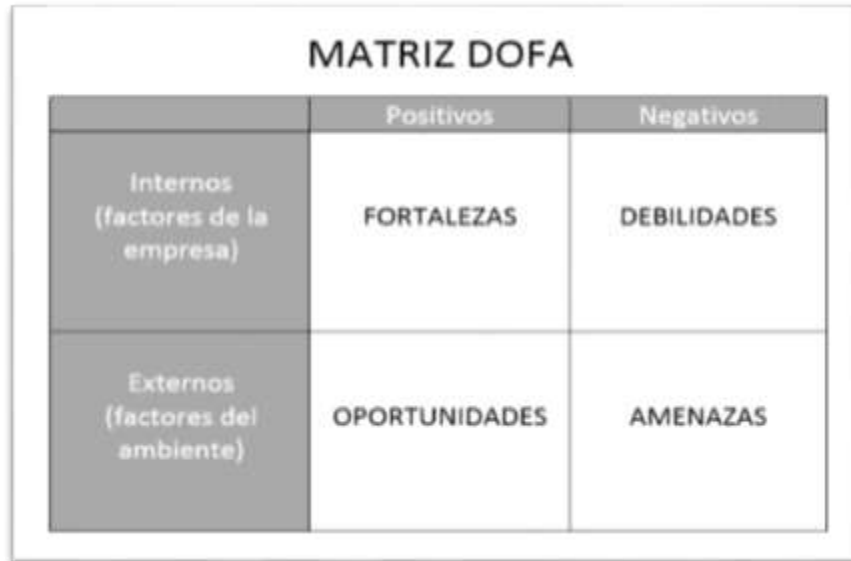 MATRIZ DOFA
Positivos Negativos
Internos
(factores de la
empresa)
FORTALEZAS DEBILIDADES
Externos
(factores del
ambiente)
OPORTUNIDADES AMENAZAS